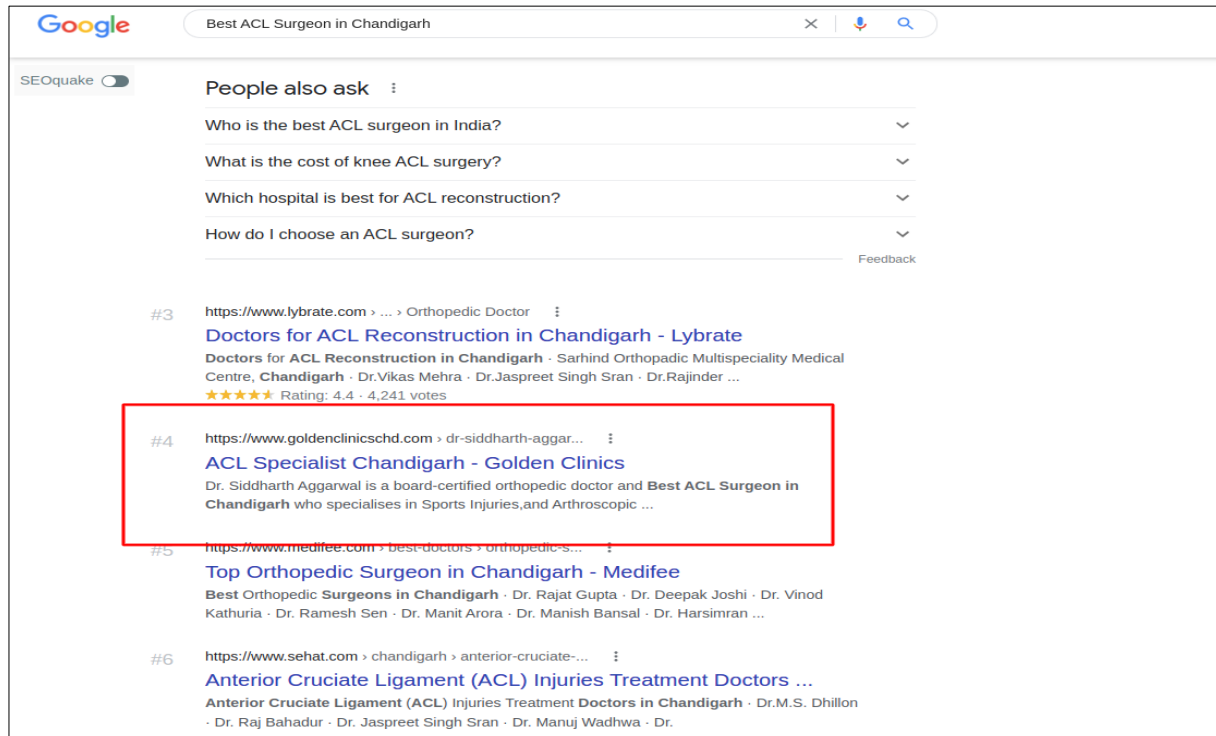 Google
Best ACL Surgeon in Chandigarh
SEOquake
People also ask
Who is the best ACL surgeon in India?
What is the cost of knee ACL surgery?
Which hospital is best for ACL reconstruction?
How do I choose an ACL surgeon?
Feedback
#3
https://www.lybrate.com › ... › Orthopedic Doctor
Doctors for ACL Reconstruction in Chandigarh - Lybrate
Doctors for ACL Reconstruction in Chandigarh · Sarhind Orthopadic Multispeciality Medical
Centre, Chandigarh · Dr.Vikas Mehra · Dr.Jaspreet Singh Sran · Dr.Rajinder ...
Rating: 4.4 · 4,241 votes
#4
https://www.goldenclinicschd.com › dr-siddharth-aggar...
ACL Specialist Chandigarh - Golden Clinics
Dr. Siddharth Aggarwal is a board-certified orthopedic doctor and Best ACL Surgeon in
Chandigarh who specialises in Sports Injuries,and Arthroscopic ...
#5
https://www.medifee.com › best-doctors › orthopedic-s...
Top Orthopedic Surgeon in Chandigarh - Medifee
Best Orthopedic Surgeons in Chandigarh · Dr. Rajat Gupta · Dr. Deepak Joshi · Dr. Vinod
Kathuria · Dr. Ramesh Sen · Dr. Manit Arora · Dr. Manish Bansal · Dr. Harsimran ...
#6
https://www.sehat.com › chandigarh › anterior-cruciate-...
Anterior Cruciate Ligament (ACL) Injuries Treatment Doctors ...
Anterior Cruciate Ligament (ACL) Injuries Treatment Doctors in Chandigarh · Dr.M.S. Dhillon
· Dr. Raj Bahadur · Dr. Jaspreet Singh Sran · Dr. Manuj Wadhwa · Dr.